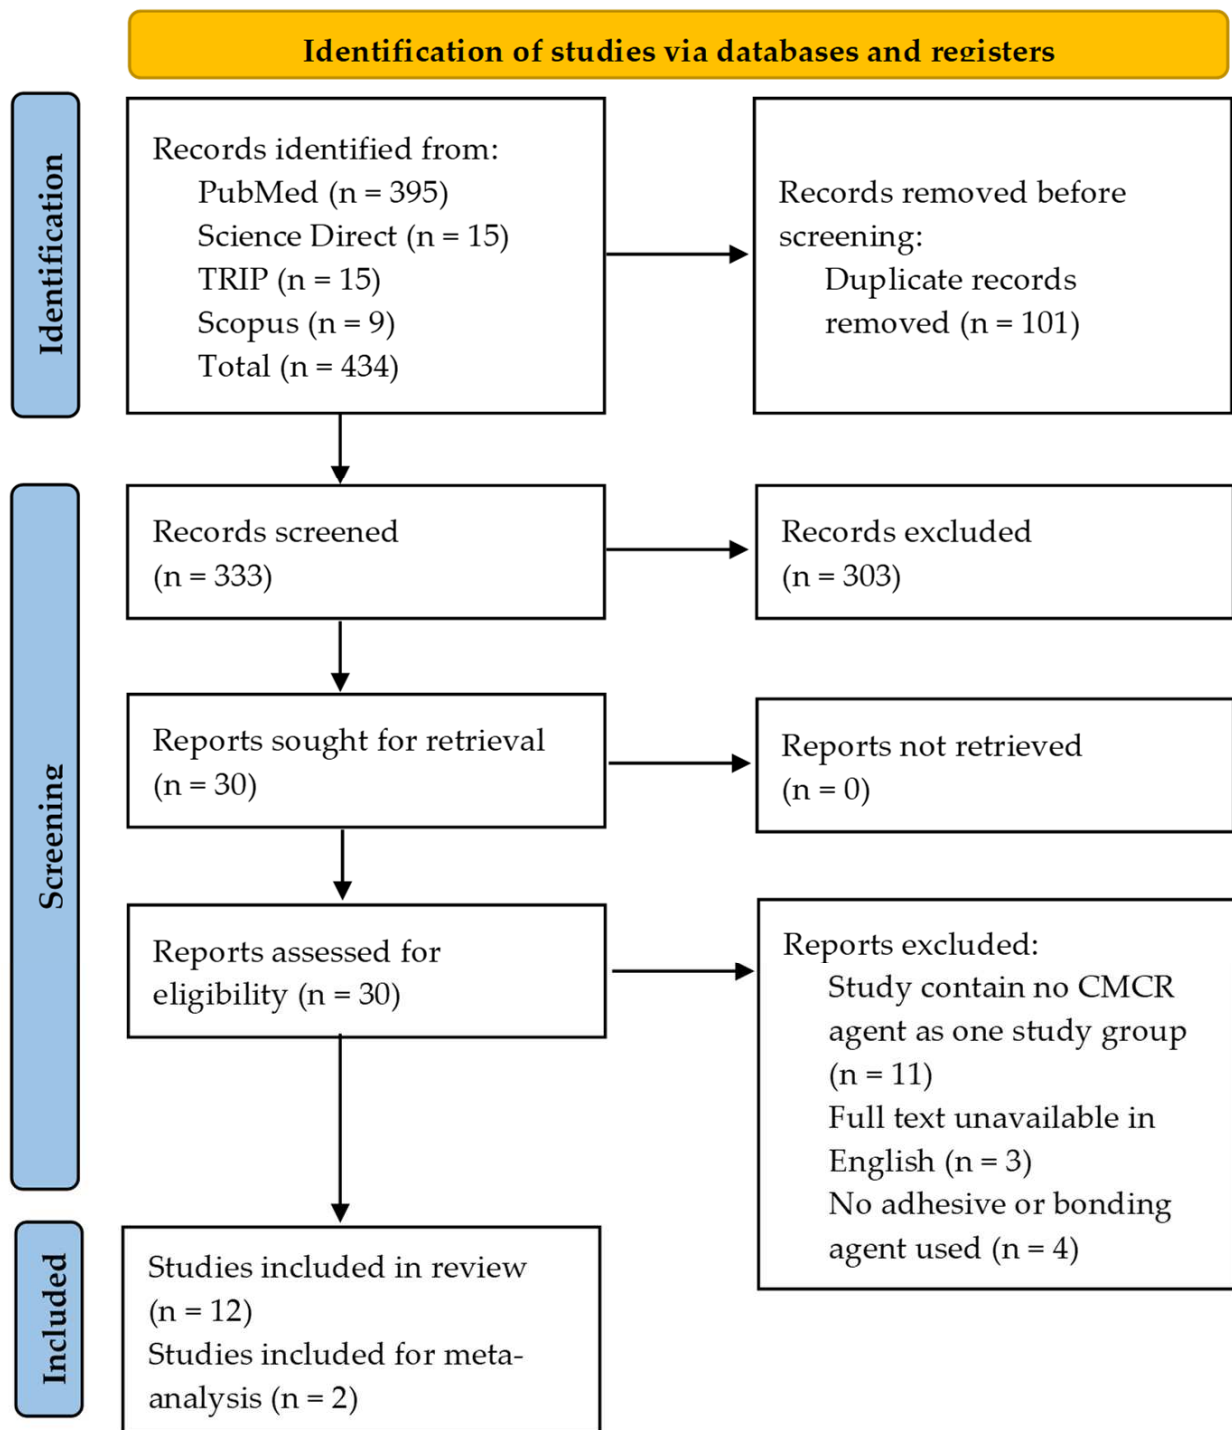 Identification of studies via databases and registers
Identification
Records identified from:
PubMed (n = 395)
Science Direct (n = 15)
TRIP (n = 15)
Scopus (n = 9)
Total (n = 434)
Records removed before
screening:
Duplicate records
removed (n = 101)
Screening
Records screened
(n = 333)
Records excluded
(n = 303)
Reports sought for retrieval
(n = 30)
Reports not retrieved
(n = 0)
Reports assessed for
eligibility (n = 30)
Reports excluded:
Study contain no CMCR
agent as one study group
(n = 11)
Full text unavailable in
English (n = 3)
No adhesive or bonding
agent used (n = 4)
Included
Studies included in review
(n = 12)
Studies included for meta-
analysis (n = 2)